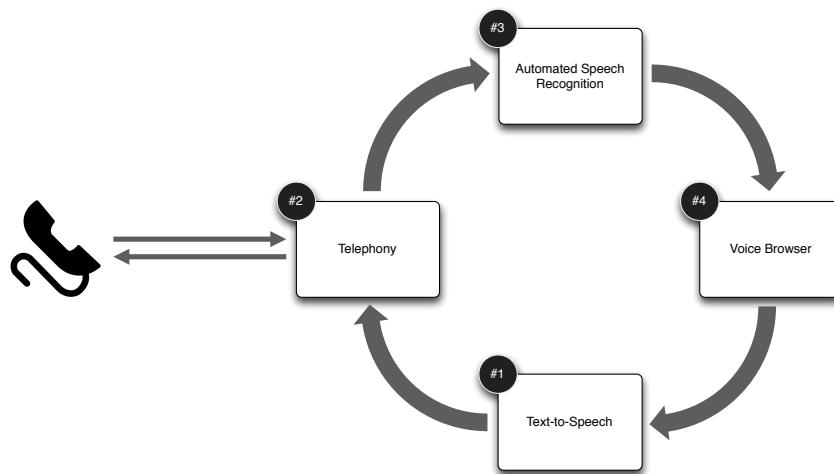 #3
Automated Speech
Recognition
#2
Telephony
#4
Voice Browser
#1
Text-to-Speech